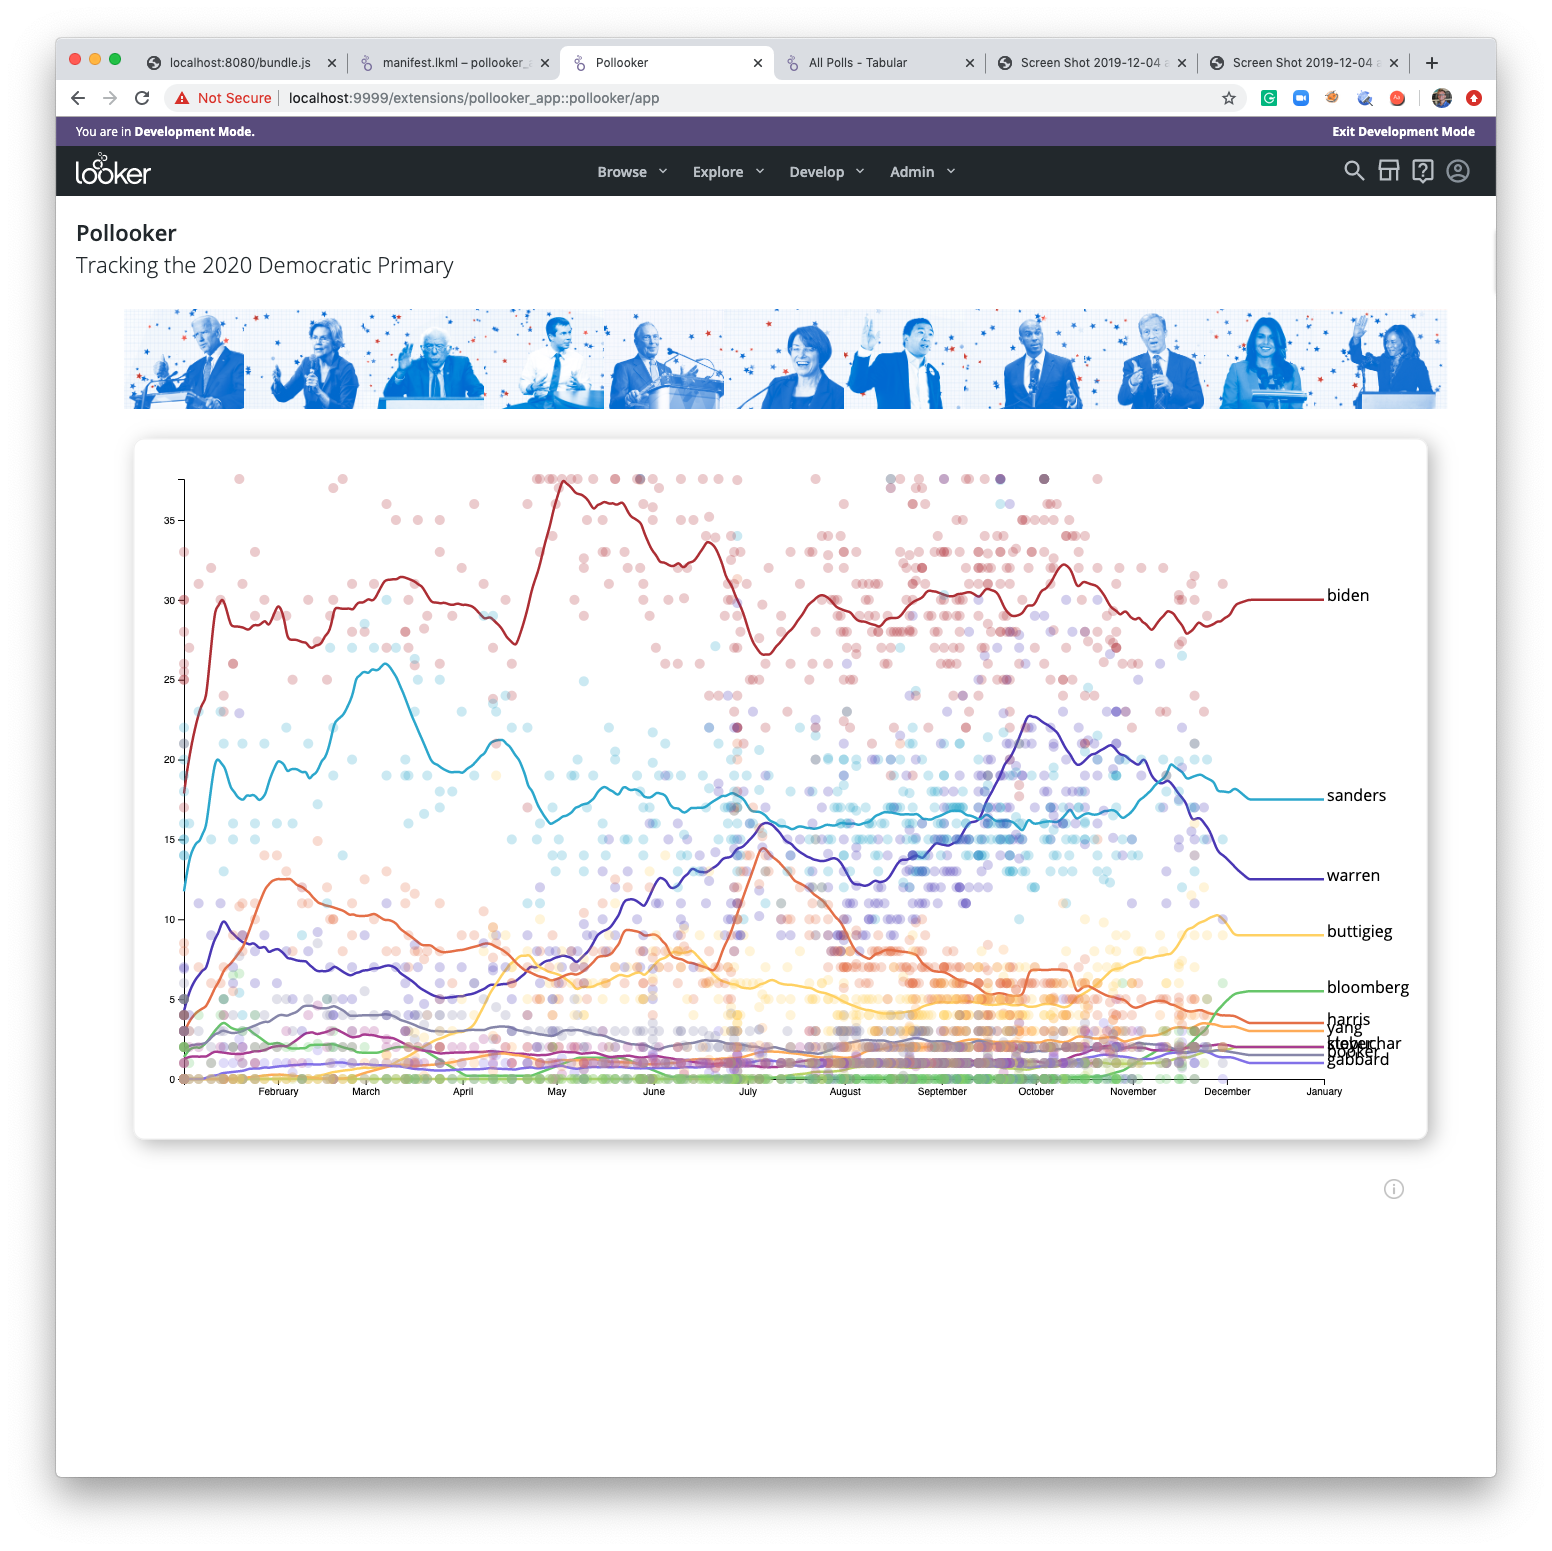 localhost:8080/bundle.js
manifest.lkml – pollooker_
Pollooker
All Polls - Tabular
Screen Shot 2019-12-04
Screen Shot 2019-12-04
Not Secure
localhost:9999/extensions/pollooker_app::pollooker/app
You are in Development Mode.
Exit Development Mode
looker
Browse
Explore
Develop
Admin
Pollooker
Tracking the 2020 Democratic Primary
35
30
25
20
15
10
5
0
biden
sanders
warren
buttigieg
bloomberg
harris
yang
booker
gabbard
February
March
April
May
June
July
August
September
October
November
December
January